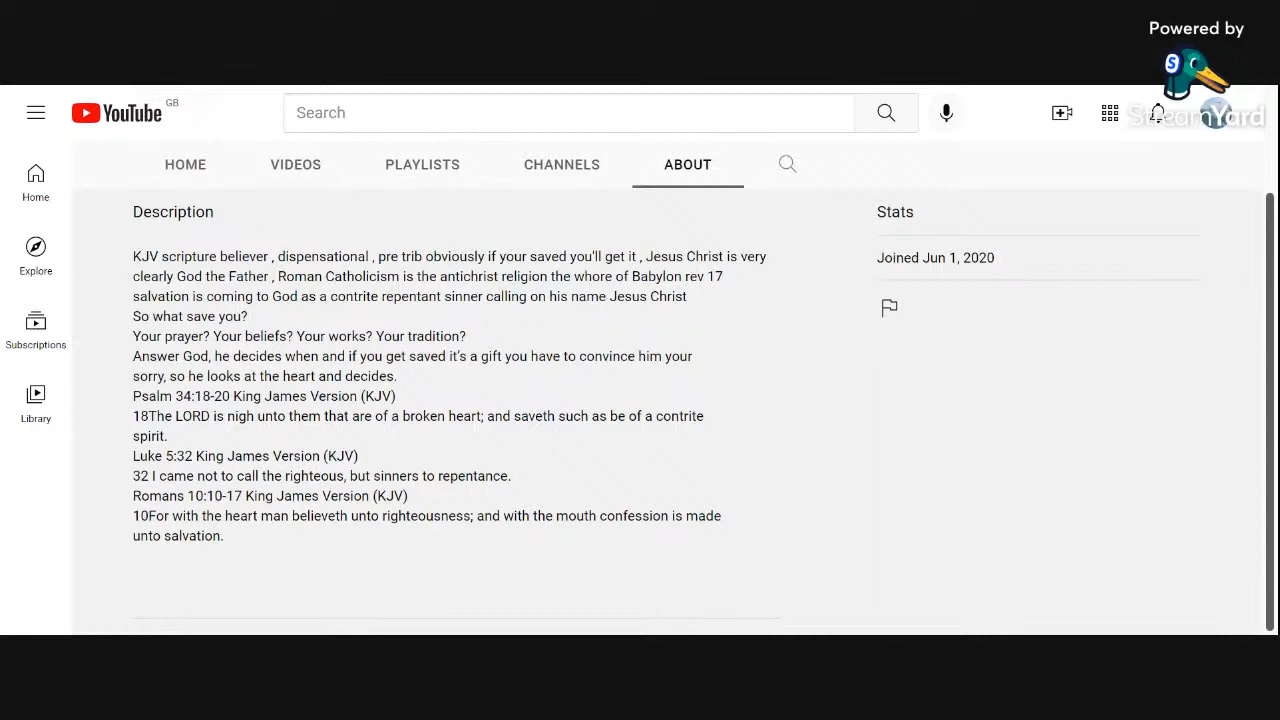 Powered by
StreamYard
YouTube GB
Search
HOME VIDEOS PLAYLISTS CHANNELS ABOUT
Home
Explore
Subscriptions
Library
Description
KJV scripture believer , dispensational , pre trib obviously if your saved you'll get it , Jesus Christ is very
clearly God the Father , Roman Catholicism is the antichrist religion the whore of Babylon rev 17
salvation is coming to God as a contrite repentant sinner calling on his name Jesus Christ
So what save you?
Your prayer? Your beliefs? Your works? Your tradition?
Answer God, he decides when and if you get saved it's a gift you have to convince him your
sorry, so he looks at the heart and decides.
Psalm 34:18-20 King James Version (KJV)
18The LORD is nigh unto them that are of a broken heart; and saveth such as be of a contrite
spirit.
Luke 5:32 King James Version (KJV)
32 I came not to call the righteous, but sinners to repentance.
Romans 10:10-17 King James Version (KJV)
10For with the heart man believeth unto righteousness; and with the mouth confession is made
unto salvation.
Stats
Joined Jun 1, 2020